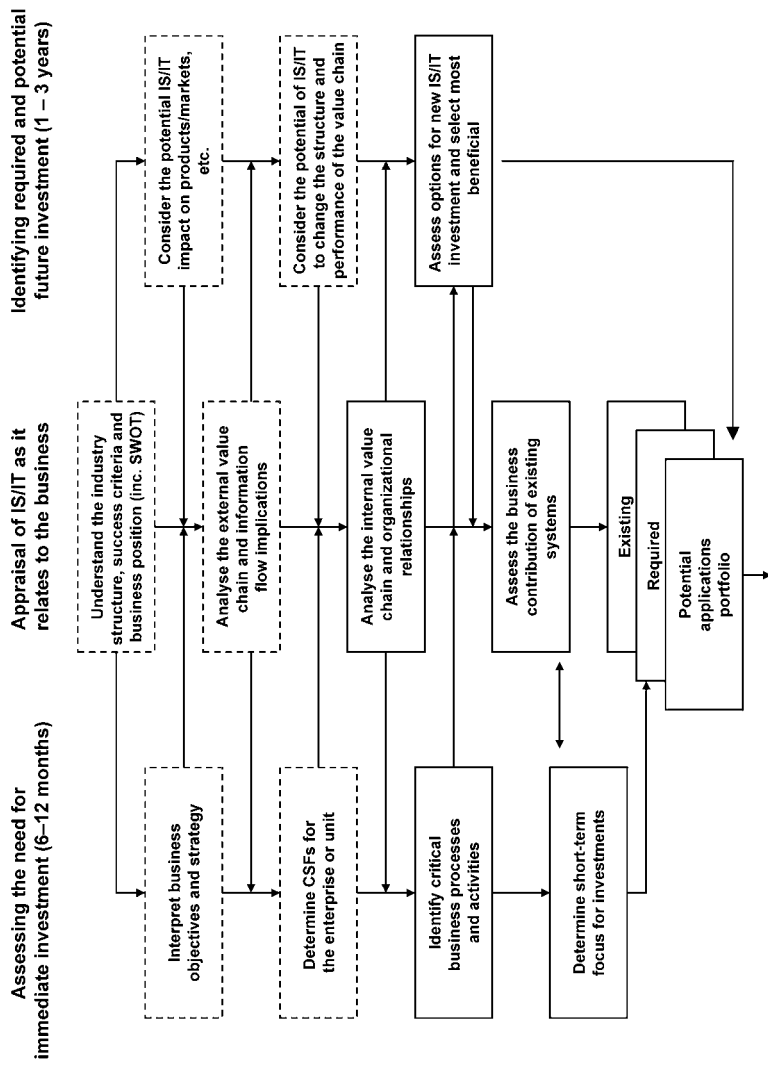 Assessing the need for
immediate investment (6–12 months)
Appraisal of IS/IT as it
relates to the business
Identifying required and potential
future investment (1 – 3 years)
Understand the industry
structure, success criteria and
business position (inc. SWOT)
Interpret business
objectives and strategy
Consider the potential IS/IT
impact on products/markets,
etc.
Analyse the external value
chain and information
flow implications
Determine CSFs for
the enterprise or unit
Consider the potential of IS/IT
to change the structure and
performance of the value chain
Analyse the internal value
chain and organizational
relationships
Identify critical
business processes
and activities
Assess options for new IS/IT
investment and select most
beneficial
Assess the business
contribution of existing
systems
Determine short-term
focus for investments
Existing
Required
Potential
applications
portfolio